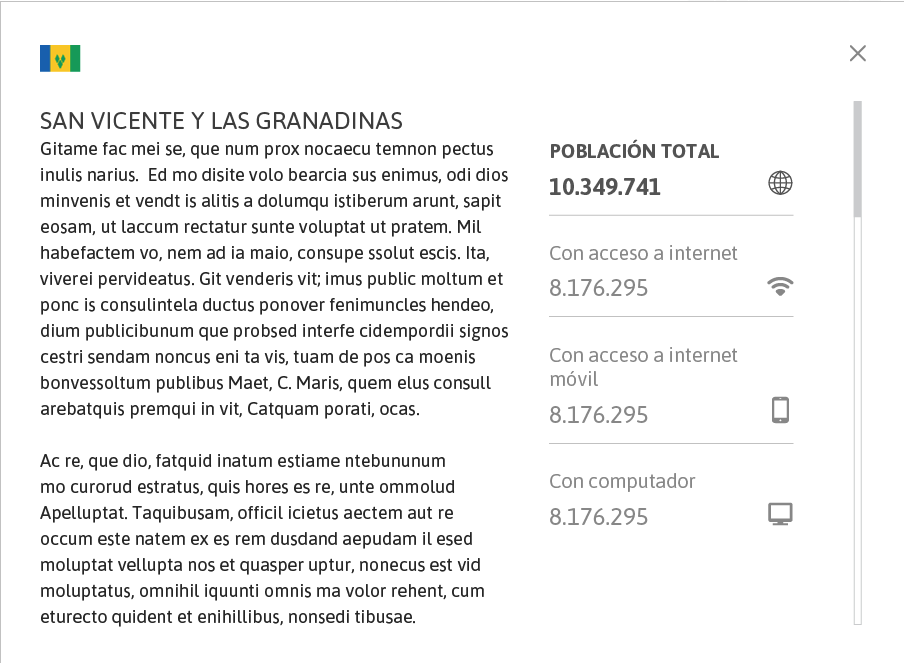 SAN VICENTE Y LAS GRANADINAS
Gitame fac mei se, que num prox nocaecu temnon pectus
inulis narius.  Ed mo disite volo bearcia sus enimus, odi dios
minvenis et vendt is alitis a dolumqu istiberum arunt, sapit
eosam, ut laccum rectatur sunte voluptat ut pratem. Mil
habefactem vo, nem ad ia maio, consupe ssolut escis. Ita,
viverei pervideatus. Git venderis vit; imus public moltum et
ponc is consulintela ductus ponover fenimuncles hendeo,
dium publicibunum que probsed interfe cidempordii signos
cestri sendam noncus eni ta vis, tuam de pos ca moenis
bonvessoltum publibus Maet, C. Maris, quem elus consull
arebatquis premqui in vit, Catquam porati, ocas.
Ac re, que dio, fatquid inatum estiame ntebununum
mo curorud estratus, quis hores es re, unte ommolud
Apelluptat. Taquibusam, officil icietus aectem aut re
occum este natem ex es rem dusdand aepudam il esed
moluptat vellupta nos et quasper uptur, nonecus est vid
moluptatus, omnihil iquunti omnis ma volor rehent, cum
eturecto quident et enihillibus, nonsedi tibusae.
POBLACIÓN TOTAL
10.349.741
Con acceso a internet
8.176.295
Con acceso a internet
móvil
8.176.295
Con computador
8.176.295